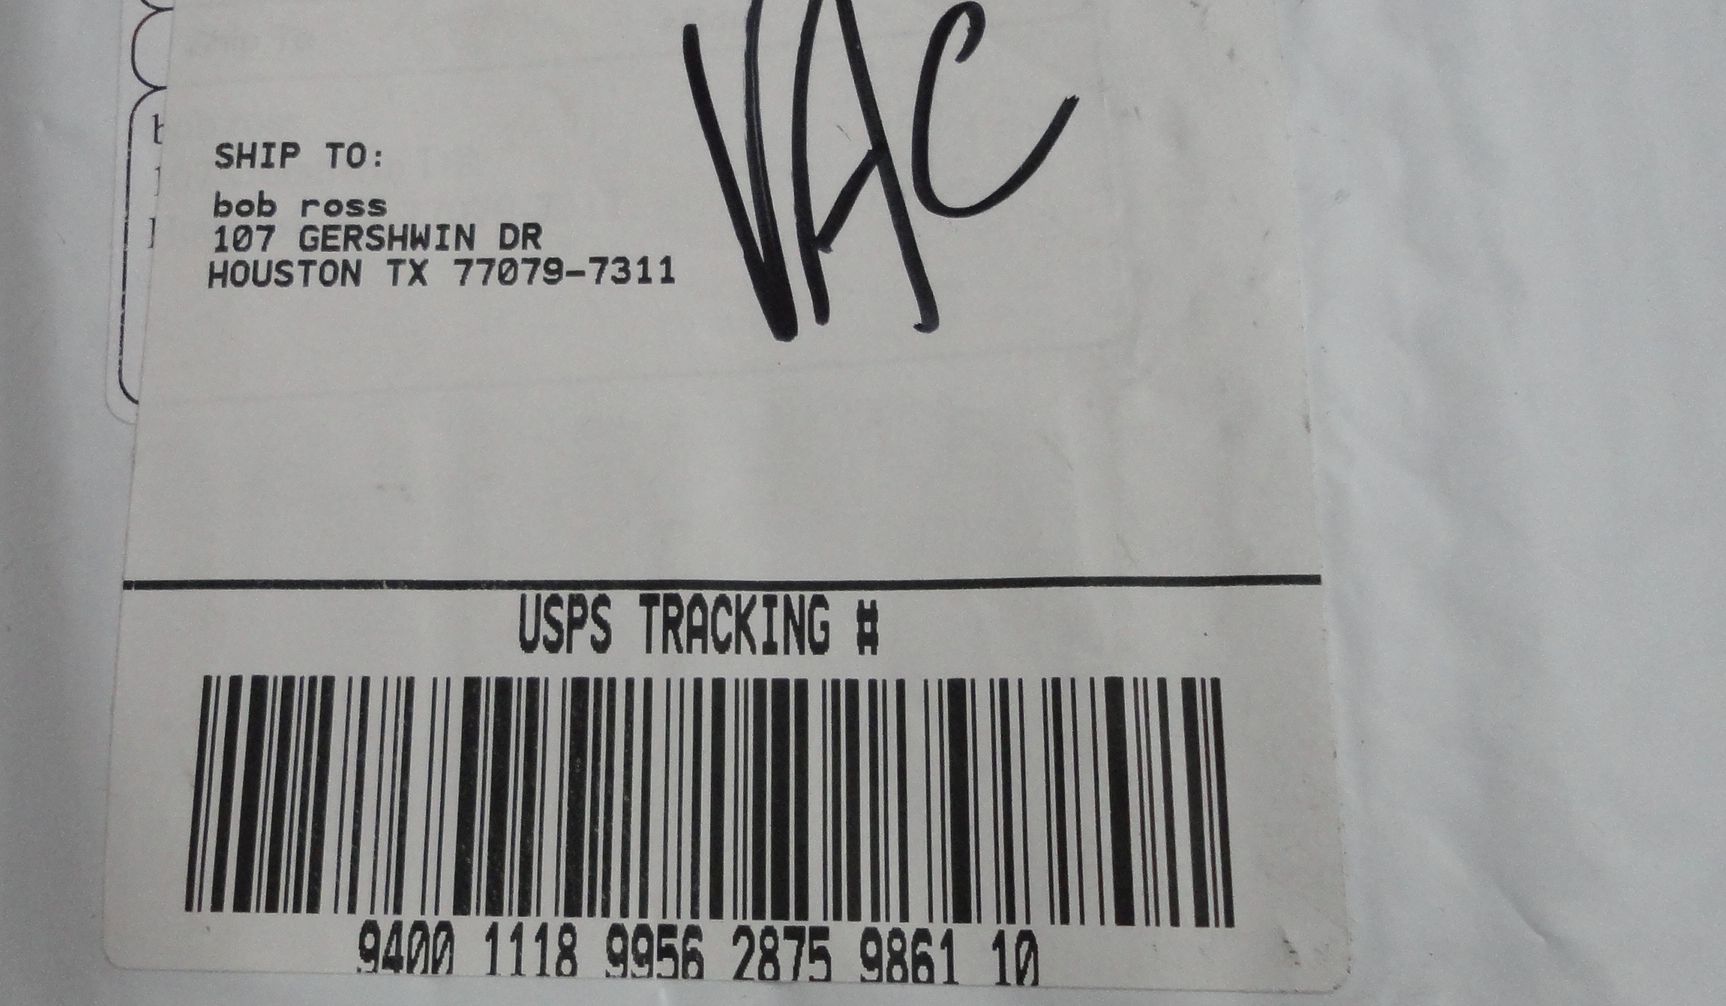 VAC
SHIP TO:
bob ross
107 GERSHWIN DR
HOUSTON TX 77079-7311
USPS TRACKING #
9400 1118 9956 2875 9861 10